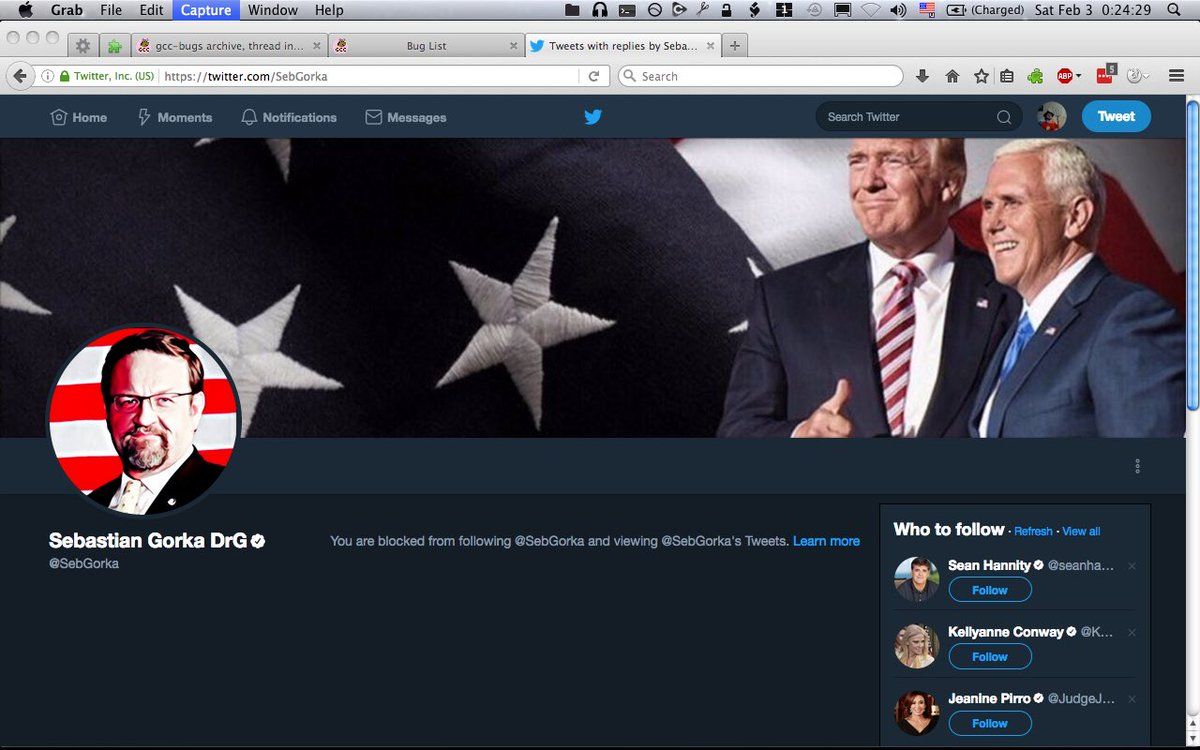 Grab File Edit Capture Window Help (Charged) Sat Feb 3 0:24:29
gcc-bugs archive, thread in... Bug List Tweets with replies by Seba...
Twitter, Inc. (US) https://twitter.com/SebGorka Search ABP 5
Home Moments Notifications Messages Search Twitter Tweet
Sebastian Gorka DrG
@SebGorka
You are blocked from following @SebGorka and viewing @SebGorka's Tweets. Learn more
Who to follow · Refresh · View all
Sean Hannity @seanha...
Follow
Kellyanne Conway @K...
Follow
Jeanine Pirro @JudgeJ...
Follow